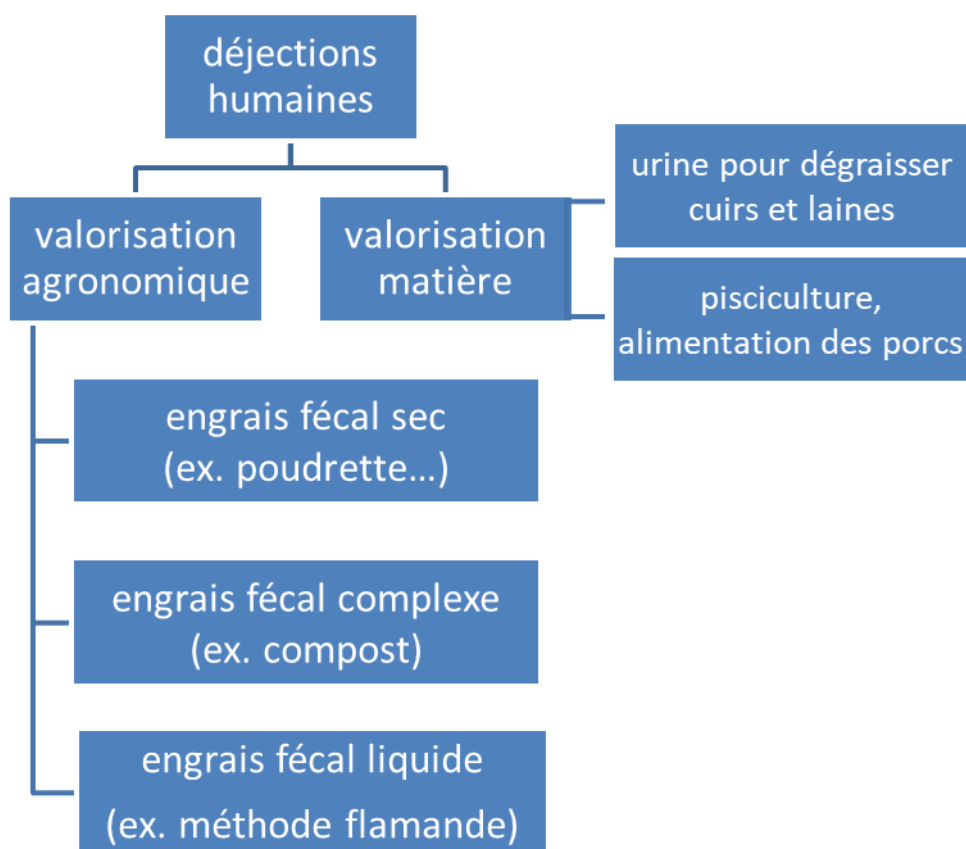 déjections
humaines
valorisation
agronomique
valorisation
matière
urine pour dégraisser
cuirs et laines
pisciculture,
alimentation des porcs
engrais fécal sec
(ex. poudrette…)
engrais fécal complexe
(ex. compost)
engrais fécal liquide
(ex. méthode flamande)